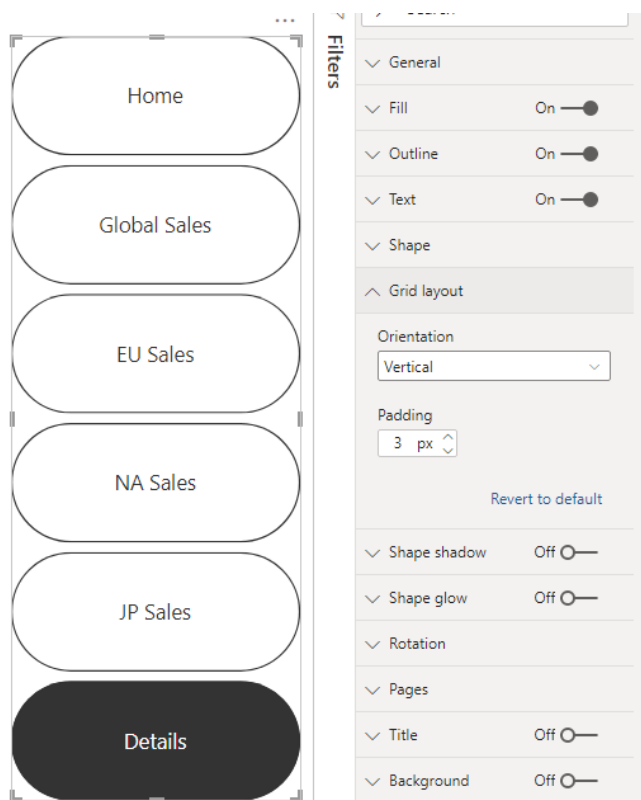 Home
Global Sales
EU Sales
NA Sales
JP Sales
Details
Filters
General
Fill On
Outline On
Text On
Shape
Grid layout
Orientation
Vertical
Padding
3 px
Revert to default
Shape shadow Off
Shape glow Off
Rotation
Pages
Title Off
Background Off